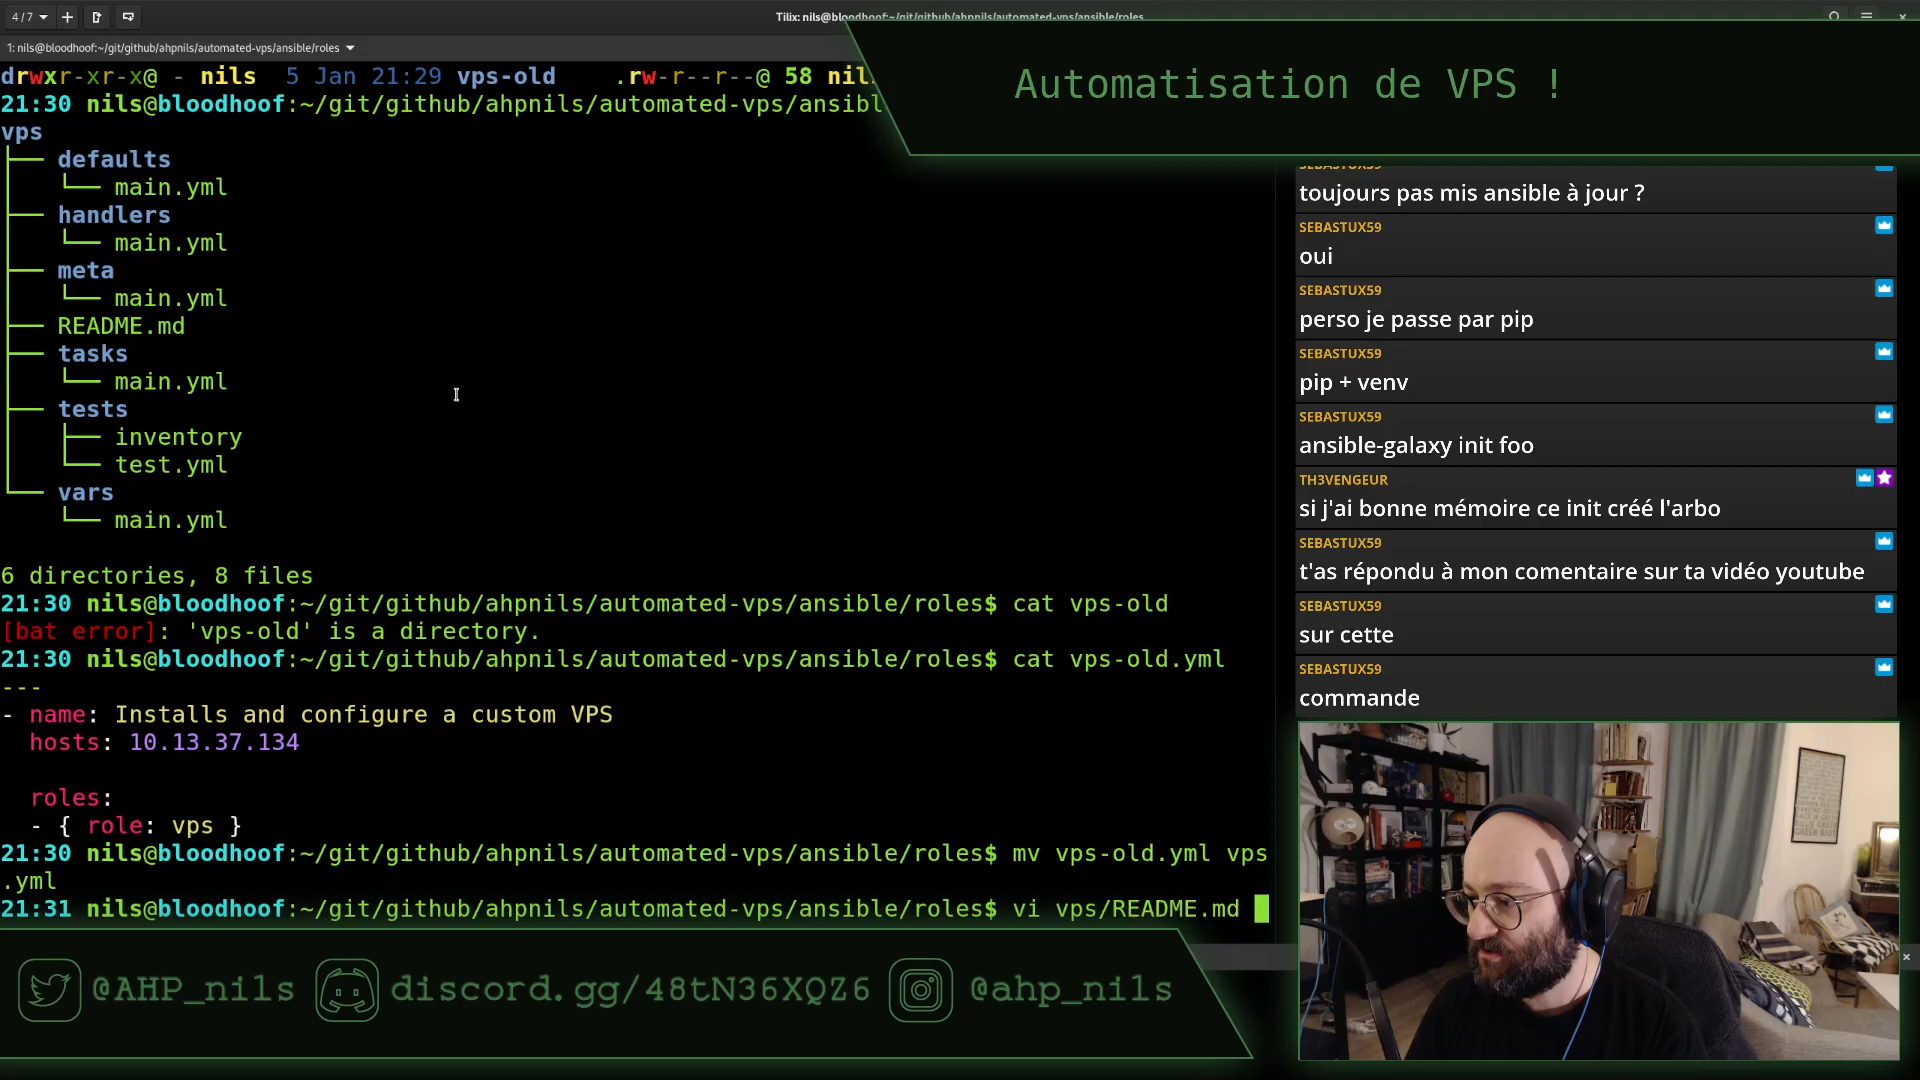 4 / 7
Tilix: nils@bloodhoof:~/git/github/ahpnils/automated-vps/ansible/roles
1: nils@bloodhoof:~/git/github/ahpnils/automated-vps/ansible/roles
drwxr-xr-x@ - nils  5 Jan 21:29 vps-old    .rw-r--r--@ 58 nils
21:30 nils@bloodhoof:~/git/github/ahpnils/automated-vps/ansibl
vps
├── defaults
│   └── main.yml
├── handlers
│   └── main.yml
├── meta
│   └── main.yml
├── README.md
├── tasks
│   └── main.yml
├── tests
│   ├── inventory
│   └── test.yml
└── vars
    └── main.yml
6 directories, 8 files
21:30 nils@bloodhoof:~/git/github/ahpnils/automated-vps/ansible/roles$ cat vps-old
[bat error]: 'vps-old' is a directory.
21:30 nils@bloodhoof:~/git/github/ahpnils/automated-vps/ansible/roles$ cat vps-old.yml
---
- name: Installs and configure a custom VPS
  hosts: 10.13.37.134
  roles:
  - { role: vps }
21:30 nils@bloodhoof:~/git/github/ahpnils/automated-vps/ansible/roles$ mv vps-old.yml vps
.yml
21:31 nils@bloodhoof:~/git/github/ahpnils/automated-vps/ansible/roles$ vi vps/README.md
Automatisation de VPS !
SEBASTUX59
toujours pas mis ansible à jour ?
SEBASTUX59
oui
SEBASTUX59
perso je passe par pip
SEBASTUX59
pip + venv
SEBASTUX59
ansible-galaxy init foo
TH3VENGEUR
si j'ai bonne mémoire ce init créé l'arbo
SEBASTUX59
t'as répondu à mon comentaire sur ta vidéo youtube
SEBASTUX59
sur cette
SEBASTUX59
commande
@AHP_nils
discord.gg/48tN36XQZ6
@ahp_nils